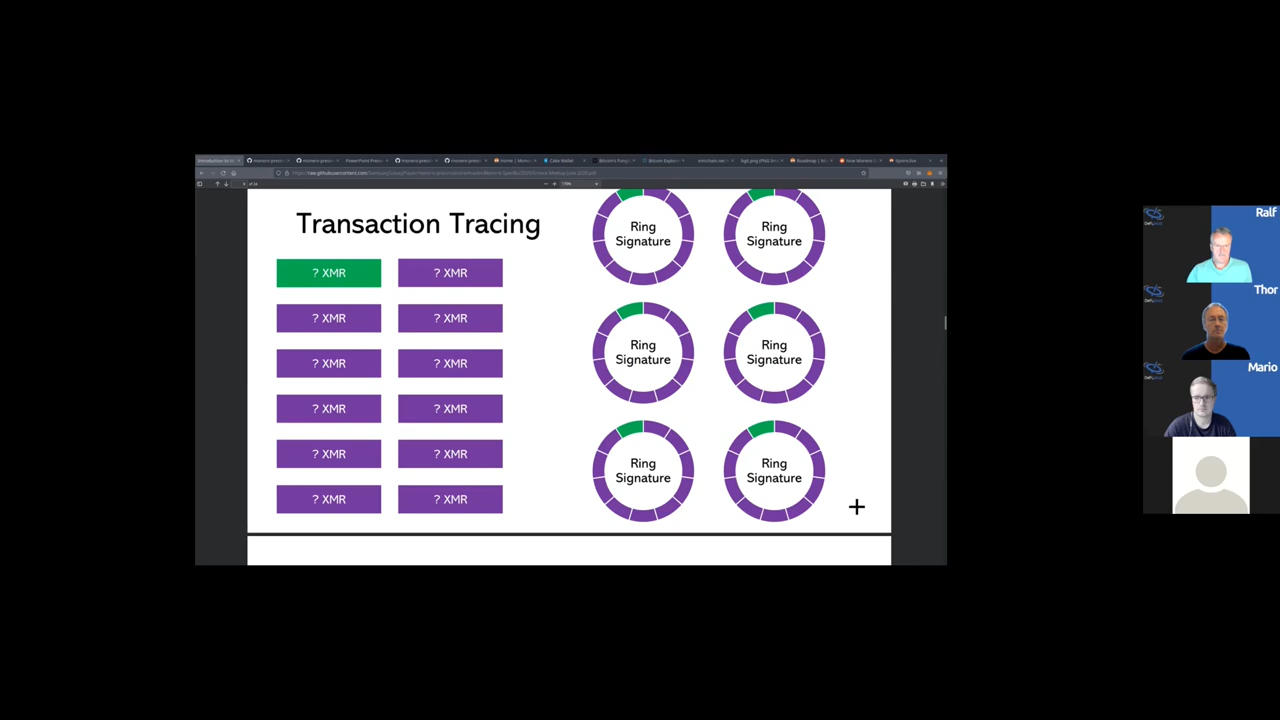 Transaction Tracing
? XMR
? XMR
? XMR
? XMR
? XMR
? XMR
? XMR
? XMR
? XMR
? XMR
? XMR
? XMR
Ring
Signature
Ring
Signature
Ring
Signature
Ring
Signature
Ring
Signature
Ring
Signature
+
Ralf
Thor
Mario